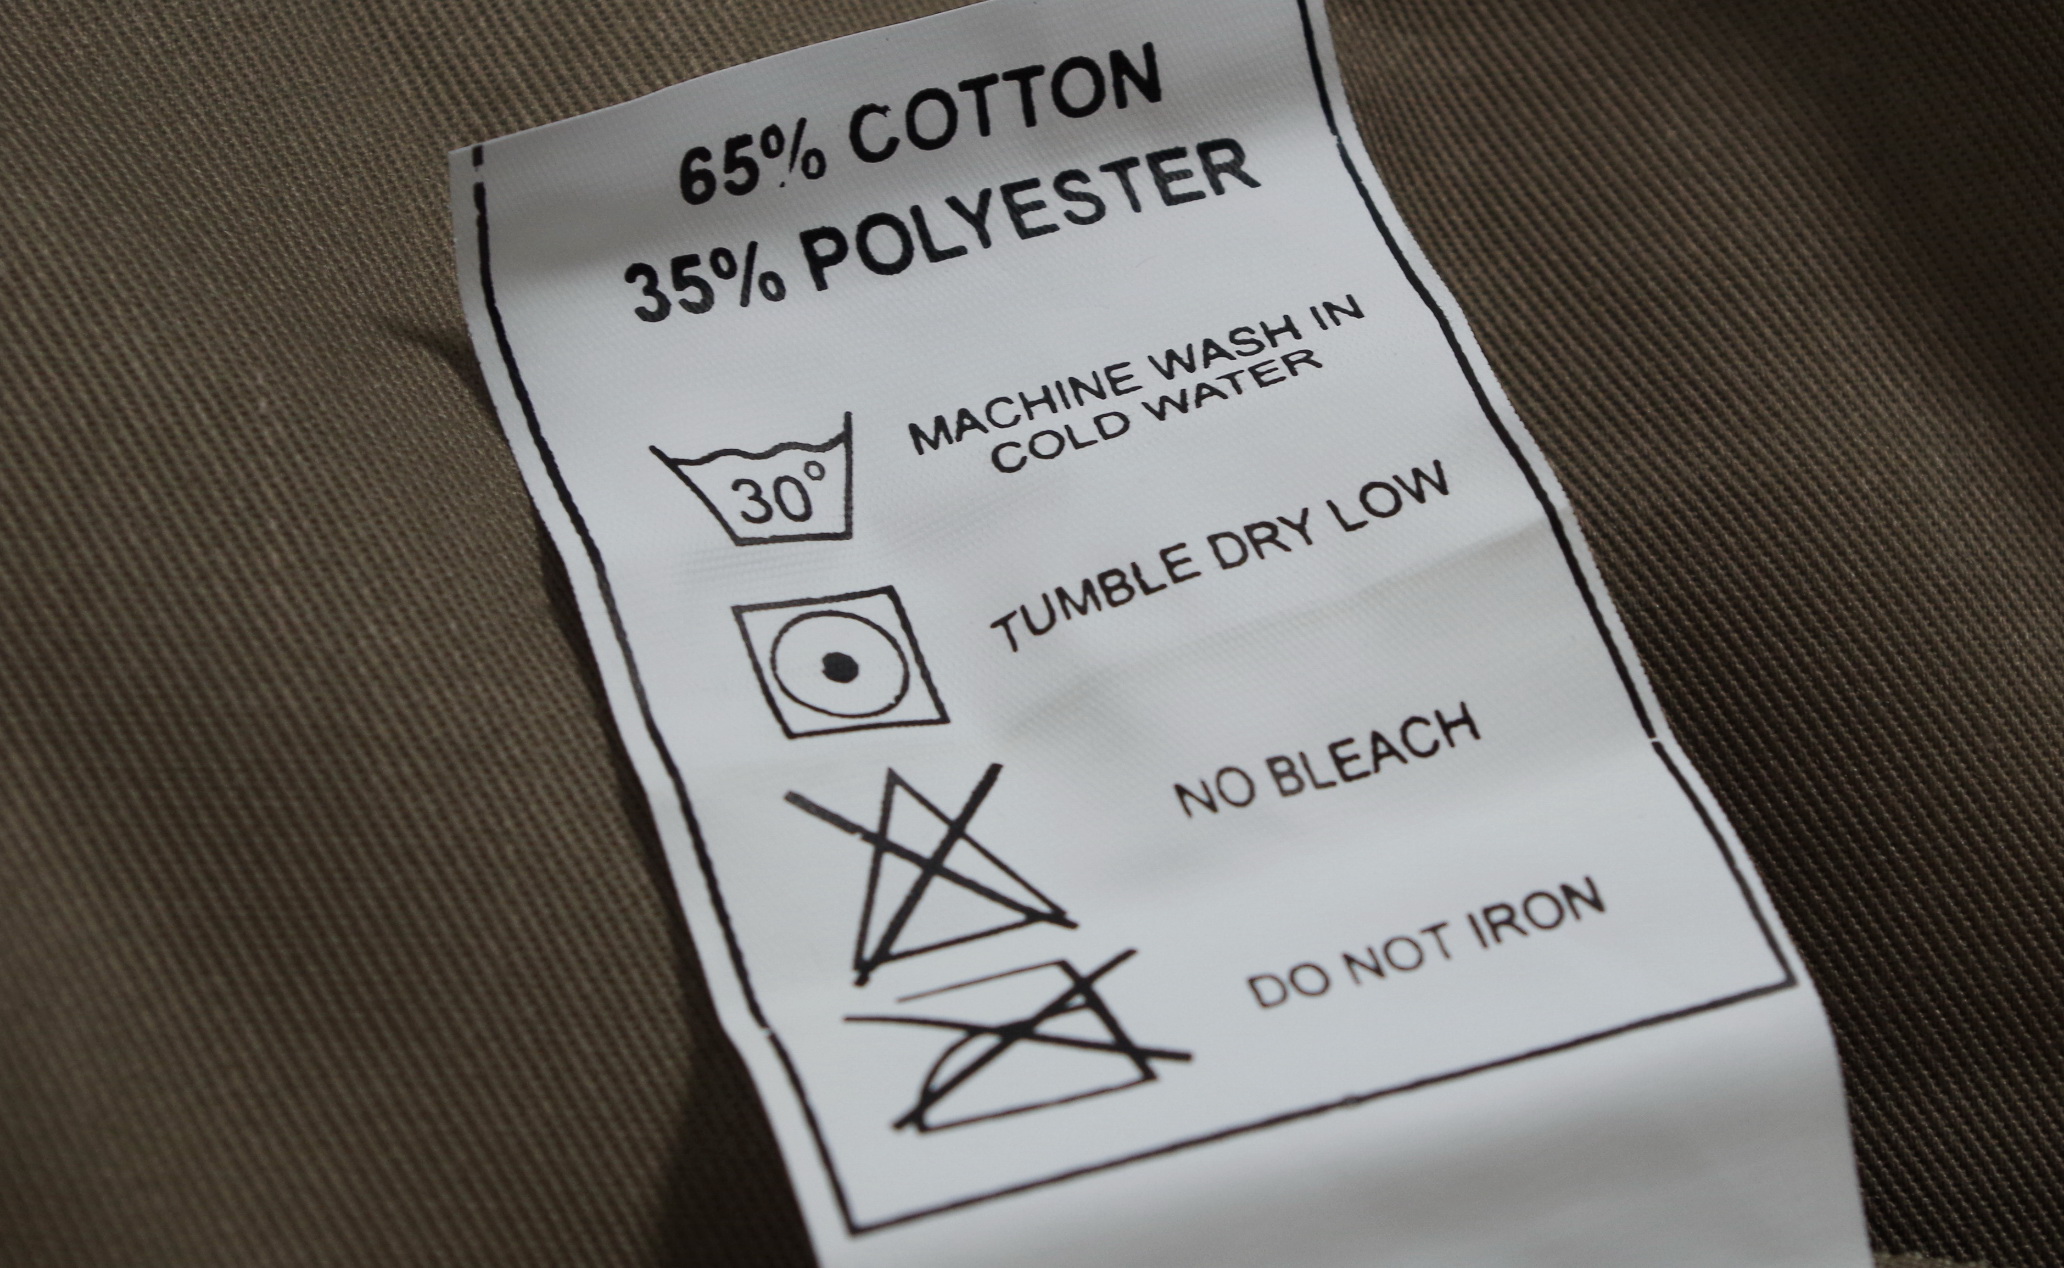 65% COTTON
35% POLYESTER
MACHINE WASH IN
COLD WATER
30°
TUMBLE DRY LOW
NO BLEACH
DO NOT IRON